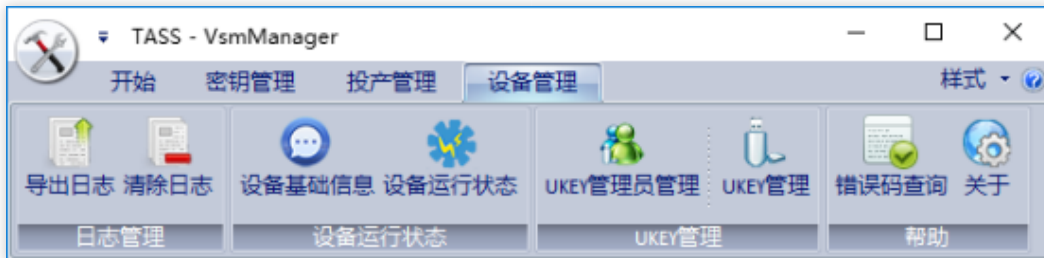 TASS - VsmManager
开始 密钥管理 投产管理 设备管理 样式
导出日志 清除日志 设备基础信息 设备运行状态 UKEY管理员管理 UKEY管理 错误码查询 关于
日志管理 设备运行状态 UKEY管理 帮助